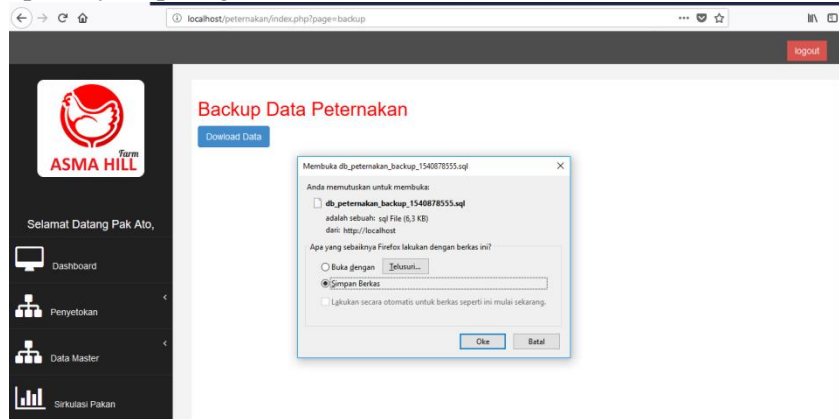 localhost/peternakan/index.php?page=backup
logout
Farm
ASMA HILL
Selamat Datang Pak Ato,
Dashboard
Penyetokan
Data Master
Sirkulasi Pakan
Backup Data Peternakan
Dowload Data
Membuka db_peternakan_backup_1540878555.sql
Anda memutuskan untuk membuka:
db_peternakan_backup_1540878555.sql
adalah sebuah: sql File (6,3 KB)
dari: http://localhost
Apa yang sebaiknya Firefox lakukan dengan berkas ini?
Buka dengan Telusuri...
Simpan Berkas
Lakukan secara otomatis untuk berkas seperti ini mulai sekarang.
Oke Batal